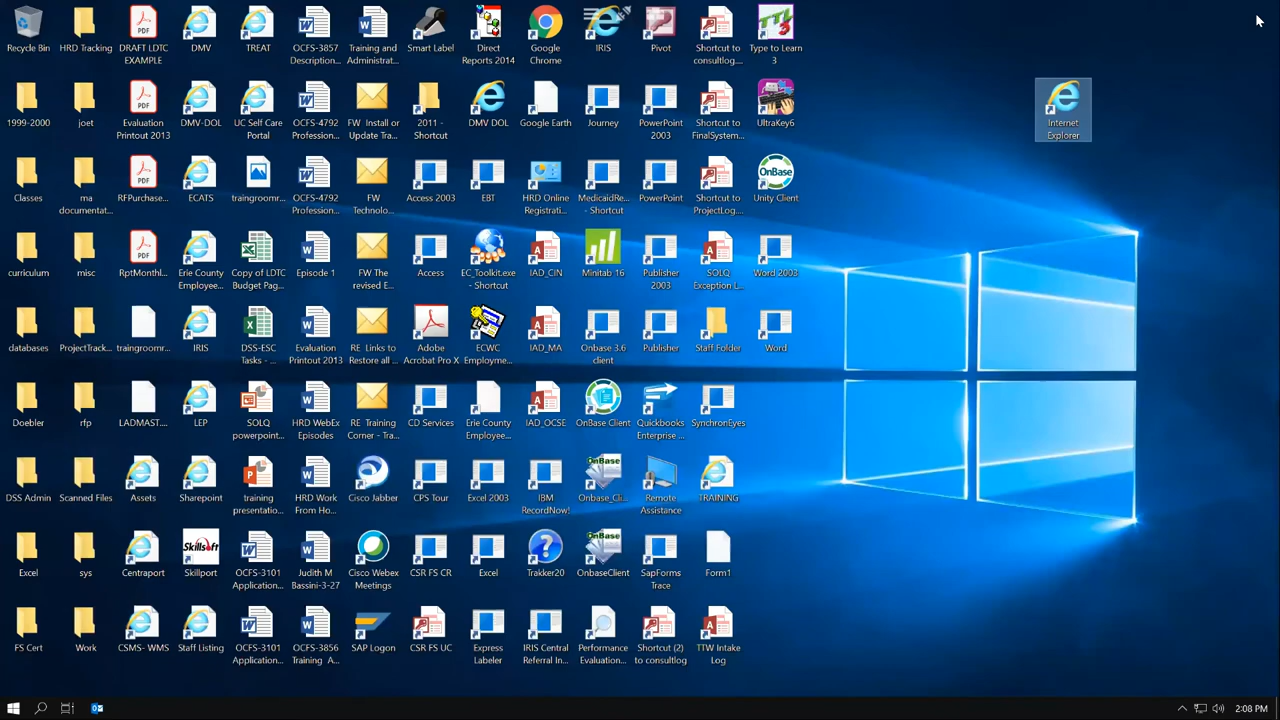 Recycle Bin
HRD Tracking
DRAFT LDTC
EXAMPLE
DMV
TREAT
OCFS-3857
Description...
Training and
Administrat...
Smart Label
Direct
Reports 2014
Google
Chrome
IRIS
Pivot
Shortcut to
consultlog....
Type to Learn
3
1999-2000
joet
Evaluation
Printout 2013
DMV-DOL
UC Self Care
Portal
OCFS-4792
Profession...
FW Install or
Update Tra...
2011 -
Shortcut
DMV DOL
Google Earth
Journey
PowerPoint
2003
Shortcut to
FinalSystem...
UltraKey6
Internet
Explorer
Classes
ma
documentat...
RFPurchase...
ECATS
traingroomr...
OCFS-4792
Profession...
FW
Technolo...
Access 2003
EBT
HRD Online
Registrati...
MedicaidRe...
- Shortcut
PowerPoint
Shortcut to
ProjectLog....
OnBase
Unity Client
curriculum
misc
RptMonthl...
Erie County
Employee...
Copy of LDTC
Budget Pag...
Episode 1
FW The
revised E...
Access
EC_Toolkit.exe
- Shortcut
IAD_CIN
Minitab 16
Publisher
2003
SOLQ
Exception L...
Word 2003
databases
ProjectTrack...
traingroomr...
IRIS
DSS-ESC
Tasks - ...
Evaluation
Printout 2013
RE Links to
Restore all ...
Adobe
Acrobat Pro X
ECWC
Employme...
IAD_MA
Onbase 3.6
client
Publisher
Staff Folder
Word
Doebler
rfp
LADMAST....
LEP
SOLQ
powerpoint...
HRD WebEx
Episodes
RE Training
Corner - Tra...
CD Services
Erie County
Employee...
IAD_OCSE
OnBase Client
Quickbooks
Enterprise ...
SynchronEyes
DSS Admin
Scanned Files
Assets
Sharepoint
training
presentatio...
HRD Work
From Ho...
Cisco Jabber
CPS Tour
Excel 2003
IBM
RecordNow!
OnBase
Onbase_Cli...
Remote
Assistance
TRAINING
Excel
sys
Centraport
Skillsoft
Skillport
OCFS-3101
Application...
Judith M
Bassini-3-27
Cisco Webex
Meetings
CSR FS CR
Excel
Trakker20
OnBase
OnbaseClient
SapForms
Trace
Form1
FS Cert
Work
CSMS- WMS
Staff Listing
OCFS-3101
Application...
OCFS-3856
Training A...
SAP Logon
CSR FS UC
Express
Labeler
IRIS Central
Referral In...
Performance
Evaluation...
Shortcut (2)
to consultlog
TTW Intake
Log
2:08 PM